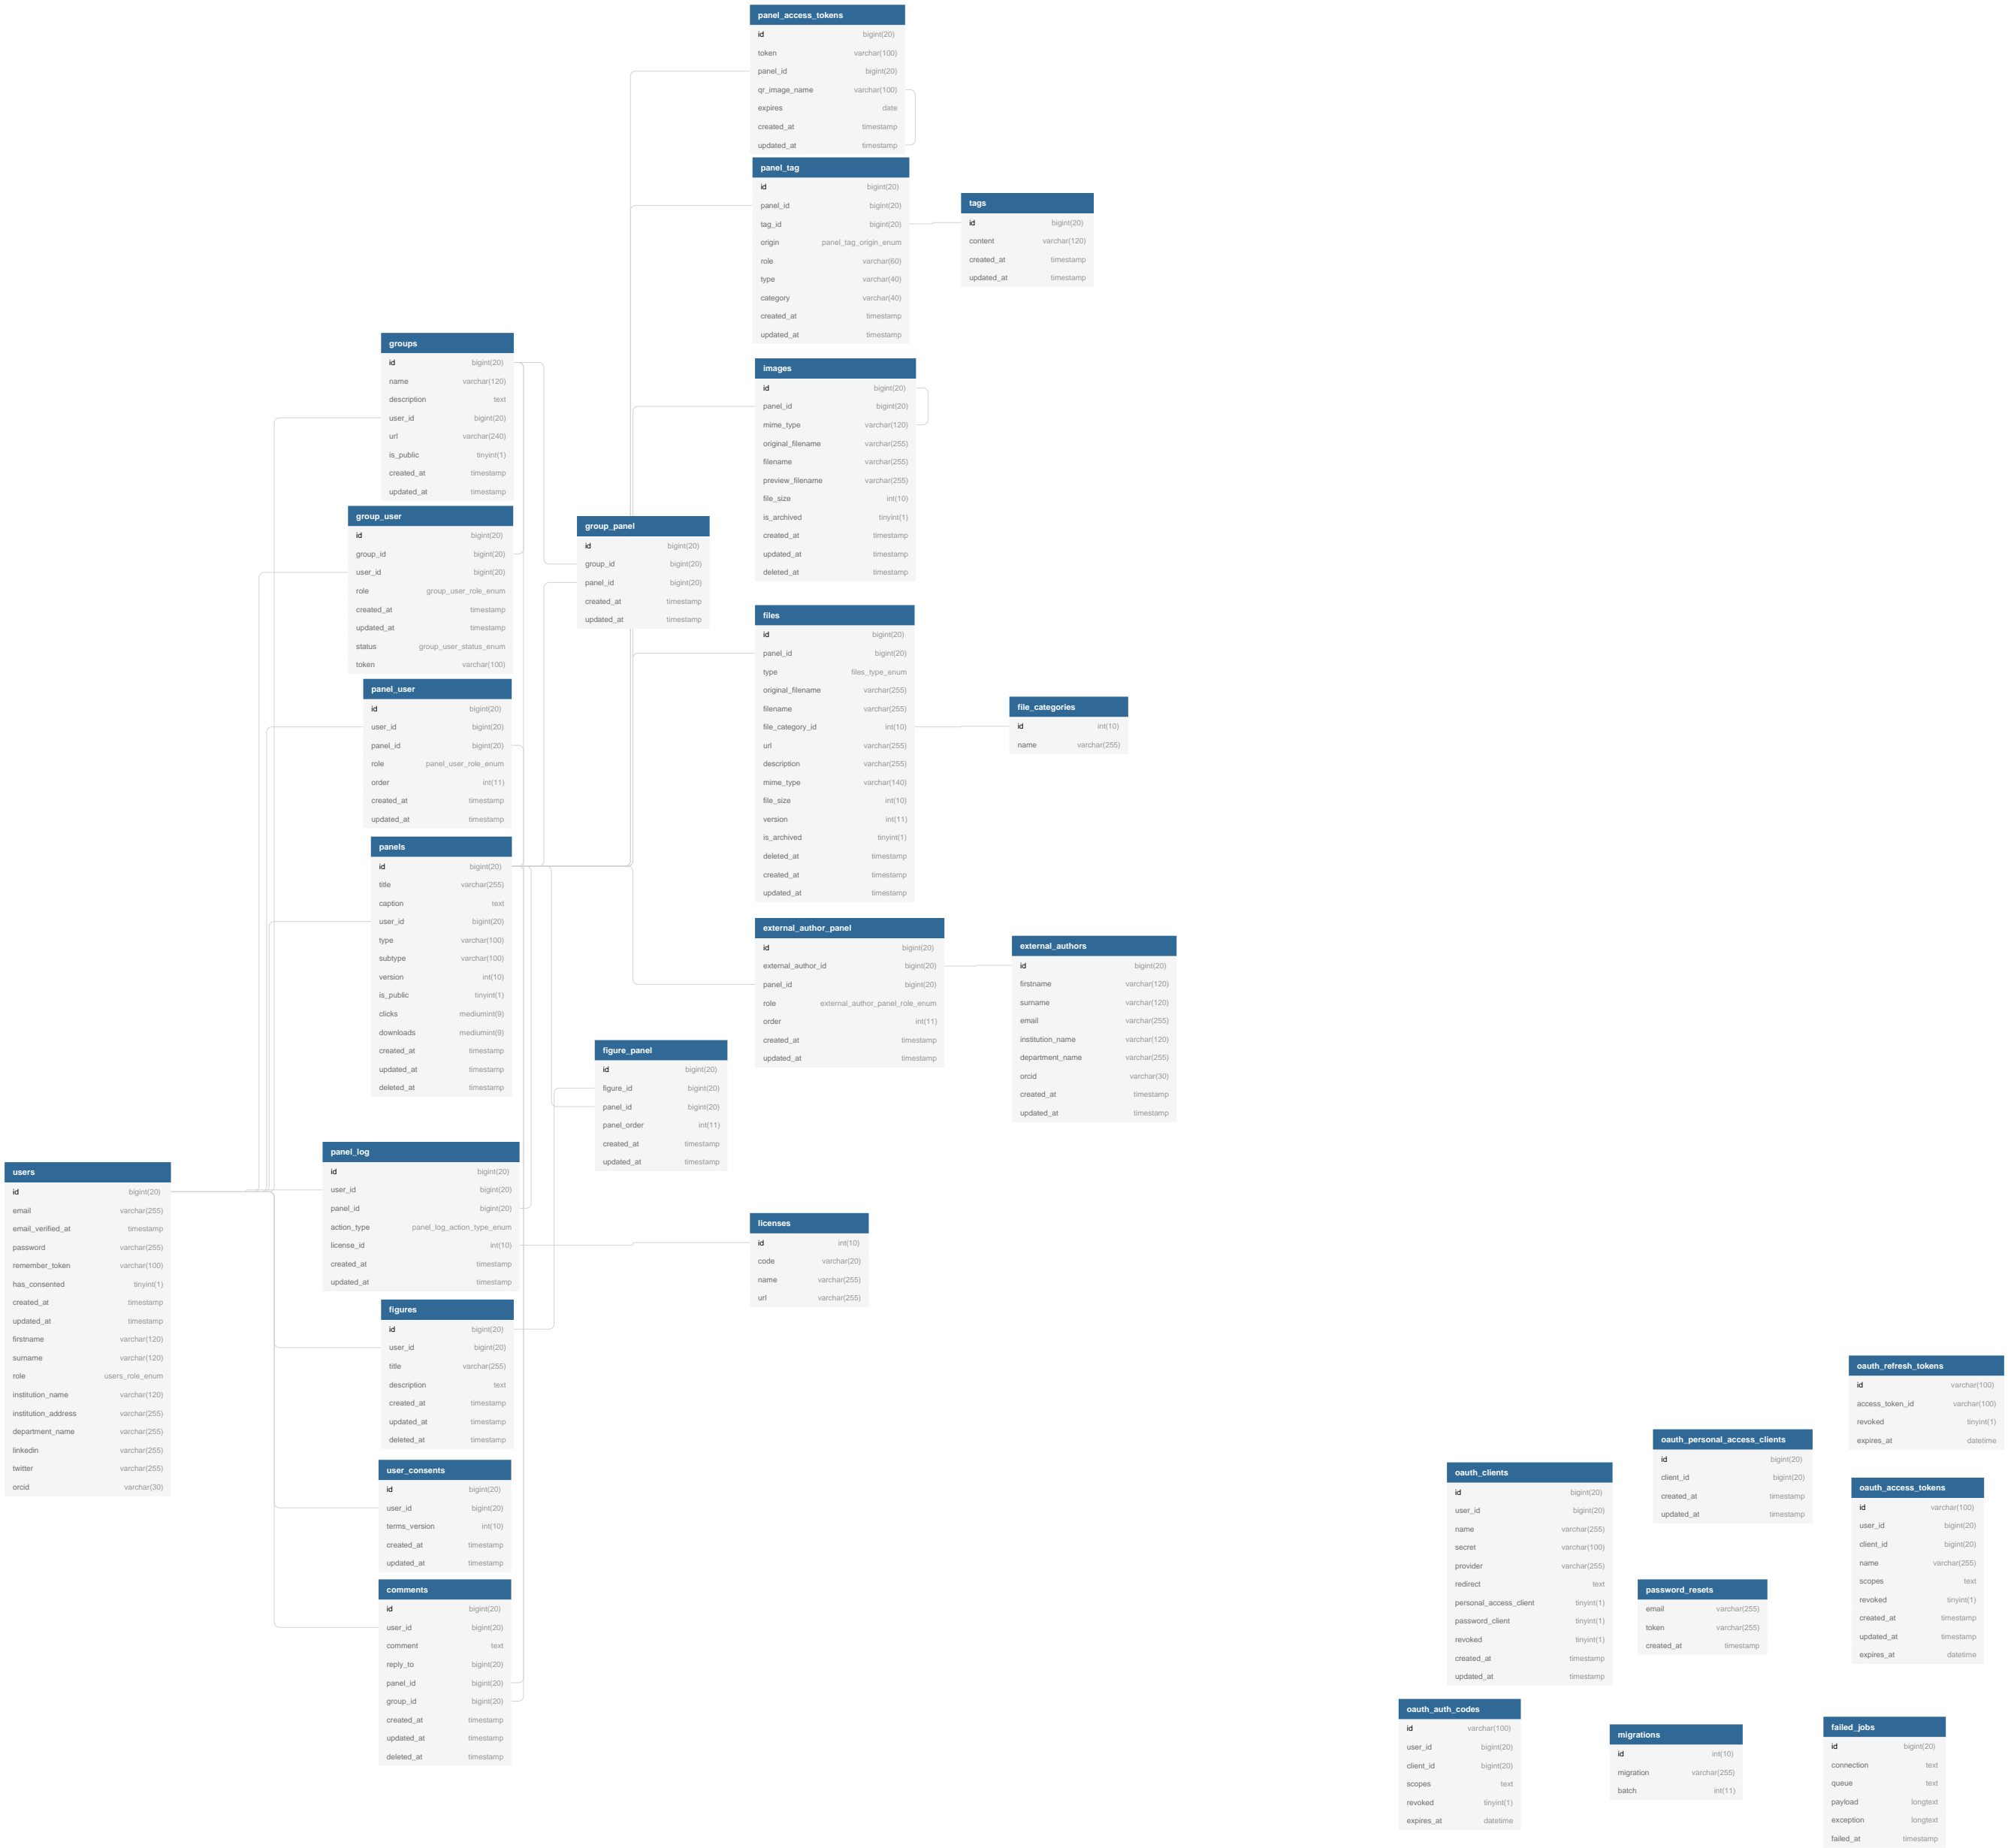 panel_access_tokens
id bigint(20)
token varchar(100)
panel_id bigint(20)
qr_image_name varchar(100)
expires date
created_at timestamp
updated_at timestamp
panel_tag
id bigint(20)
panel_id bigint(20)
tag_id bigint(20)
origin panel_tag_origin_enum
role varchar(60)
type varchar(40)
category varchar(40)
created_at timestamp
updated_at timestamp
tags
id bigint(20)
content varchar(120)
created_at timestamp
updated_at timestamp
groups
id bigint(20)
name varchar(120)
description text
user_id bigint(20)
url varchar(240)
is_public tinyint(1)
created_at timestamp
updated_at timestamp
images
id bigint(20)
panel_id bigint(20)
mime_type varchar(120)
original_filename varchar(255)
filename varchar(255)
preview_filename varchar(255)
file_size int(10)
is_archived tinyint(1)
created_at timestamp
updated_at timestamp
deleted_at timestamp
group_user
id bigint(20)
group_id bigint(20)
user_id bigint(20)
role group_user_role_enum
created_at timestamp
updated_at timestamp
status group_user_status_enum
token varchar(100)
group_panel
id bigint(20)
group_id bigint(20)
panel_id bigint(20)
created_at timestamp
updated_at timestamp
files
id bigint(20)
panel_id bigint(20)
type files_type_enum
original_filename varchar(255)
filename varchar(255)
file_category_id int(10)
url varchar(255)
description varchar(255)
mime_type varchar(140)
file_size int(10)
version int(11)
is_archived tinyint(1)
deleted_at timestamp
created_at timestamp
updated_at timestamp
file_categories
id int(10)
name varchar(255)
panel_user
id bigint(20)
user_id bigint(20)
panel_id bigint(20)
role panel_user_role_enum
order int(11)
created_at timestamp
updated_at timestamp
panels
id bigint(20)
title varchar(255)
caption text
user_id bigint(20)
type varchar(100)
subtype varchar(100)
version int(10)
is_public tinyint(1)
clicks mediumint(9)
downloads mediumint(9)
created_at timestamp
updated_at timestamp
deleted_at timestamp
external_author_panel
id bigint(20)
external_author_id bigint(20)
panel_id bigint(20)
role external_author_panel_role_enum
order int(11)
created_at timestamp
updated_at timestamp
external_authors
id bigint(20)
firstname varchar(120)
surname varchar(120)
email varchar(255)
institution_name varchar(120)
department_name varchar(255)
orcid varchar(30)
created_at timestamp
updated_at timestamp
figure_panel
id bigint(20)
figure_id bigint(20)
panel_id bigint(20)
panel_order int(11)
created_at timestamp
updated_at timestamp
users
id bigint(20)
email varchar(255)
email_verified_at timestamp
password varchar(255)
remember_token varchar(100)
has_consented tinyint(1)
created_at timestamp
updated_at timestamp
firstname varchar(120)
surname varchar(120)
role users_role_enum
institution_name varchar(120)
institution_address varchar(255)
department_name varchar(255)
linkedin varchar(255)
twitter varchar(255)
orcid varchar(30)
panel_log
id bigint(20)
user_id bigint(20)
panel_id bigint(20)
action_type panel_log_action_type_enum
license_id int(10)
created_at timestamp
updated_at timestamp
licenses
id int(10)
code varchar(20)
name varchar(255)
url varchar(255)
figures
id bigint(20)
user_id bigint(20)
title varchar(255)
description text
created_at timestamp
updated_at timestamp
deleted_at timestamp
user_consents
id bigint(20)
user_id bigint(20)
terms_version int(10)
created_at timestamp
updated_at timestamp
comments
id bigint(20)
user_id bigint(20)
comment text
reply_to bigint(20)
panel_id bigint(20)
group_id bigint(20)
created_at timestamp
updated_at timestamp
deleted_at timestamp
oauth_refresh_tokens
id varchar(100)
access_token_id varchar(100)
revoked tinyint(1)
expires_at datetime
oauth_personal_access_clients
id bigint(20)
client_id bigint(20)
created_at timestamp
updated_at timestamp
oauth_clients
id bigint(20)
user_id bigint(20)
name varchar(255)
secret varchar(100)
provider varchar(255)
redirect text
personal_access_client tinyint(1)
password_client tinyint(1)
revoked tinyint(1)
created_at timestamp
updated_at timestamp
oauth_access_tokens
id varchar(100)
user_id bigint(20)
client_id bigint(20)
name varchar(255)
scopes text
revoked tinyint(1)
created_at timestamp
updated_at timestamp
expires_at datetime
password_resets
email varchar(255)
token varchar(255)
created_at timestamp
oauth_auth_codes
id varchar(100)
user_id bigint(20)
client_id bigint(20)
scopes text
revoked tinyint(1)
expires_at datetime
migrations
id int(10)
migration varchar(255)
batch int(11)
failed_jobs
id bigint(20)
connection text
queue text
payload longtext
exception longtext
failed_at timestamp